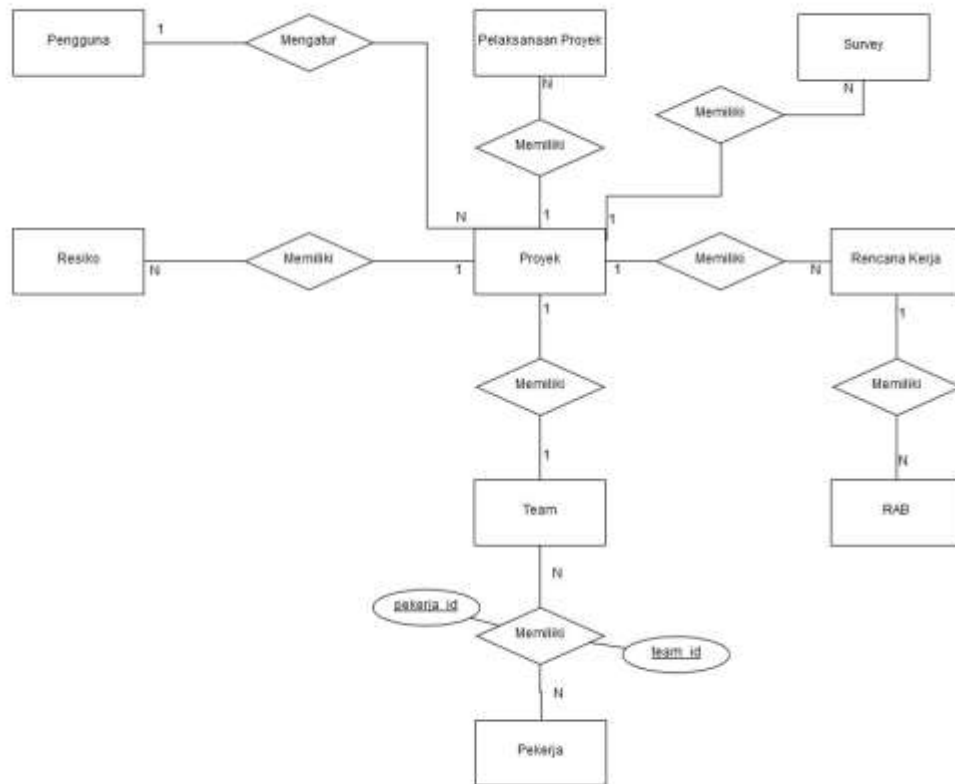 Pengguna
1
Mengatur
Pelaksanaan Proyek
Survey
N
N
Memiliki
Memiliki
N
1
1
Resiko
N
Memiliki
1
Proyek
1
Memiliki
N
Rencana Kerja
1
1
Memiliki
Memiliki
1
N
Team
RAB
N
pekerja_id
Memiliki
team_id
N
Pekerja